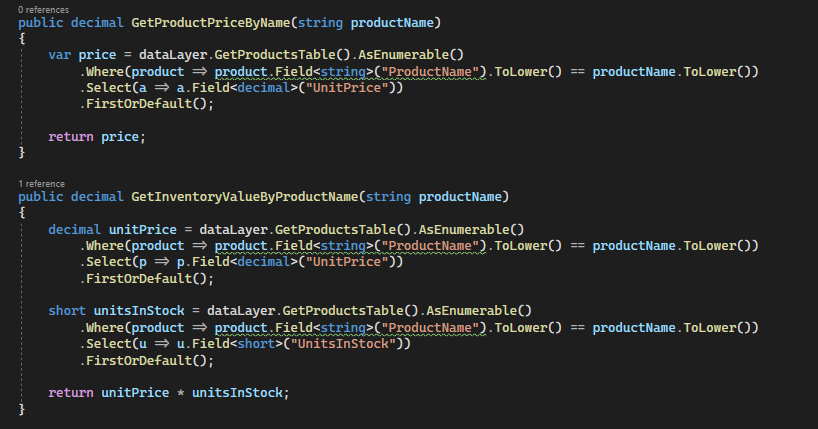 0 references
public decimal GetProductPriceByName(string productName)
{
    var price = dataLayer.GetProductsTable().AsEnumerable()
        .Where(product => product.Field<string>("ProductName").ToLower() == productName.ToLower())
        .Select(a => a.Field<decimal>("UnitPrice"))
        .FirstOrDefault();

    return price;
}

1 reference
public decimal GetInventoryValueByProductName(string productName)
{
    decimal unitPrice = dataLayer.GetProductsTable().AsEnumerable()
        .Where(product => product.Field<string>("ProductName").ToLower() == productName.ToLower())
        .Select(p => p.Field<decimal>("UnitPrice"))
        .FirstOrDefault();

    short unitsInStock = dataLayer.GetProductsTable().AsEnumerable()
        .Where(product => product.Field<string>("ProductName").ToLower() == productName.ToLower())
        .Select(u => u.Field<short>("UnitsInStock"))
        .FirstOrDefault();

    return unitPrice * unitsInStock;
}